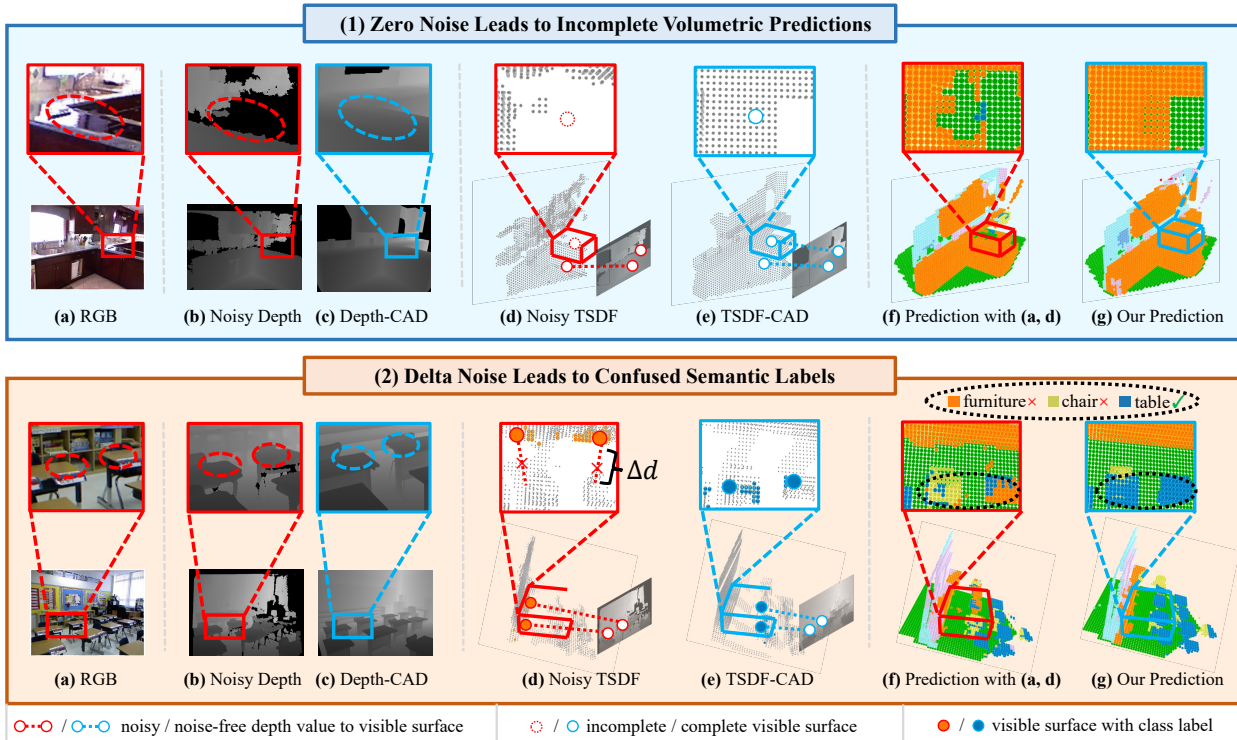 (1) Zero Noise Leads to Incomplete Volumetric Predictions
(a) RGB
(b) Noisy Depth
(c) Depth-CAD
(d) Noisy TSDF
(e) TSDF-CAD
(f) Prediction with (a, d)
(g) Our Prediction
(2) Delta Noise Leads to Confused Semantic Labels
furniture× chair× table✓
Δd
(a) RGB
(b) Noisy Depth
(c) Depth-CAD
(d) Noisy TSDF
(e) TSDF-CAD
(f) Prediction with (a, d)
(g) Our Prediction
/ noisy / noise-free depth value to visible surface
/ incomplete / complete visible surface
/ visible surface with class label